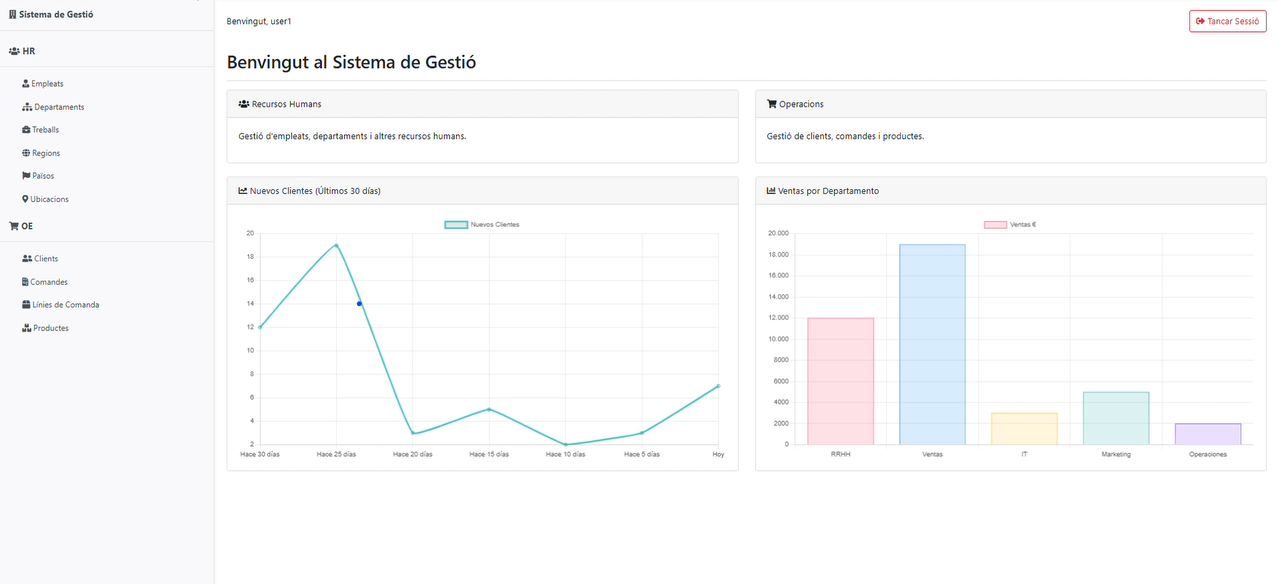 Sistema de Gestió
HR
Empleats
Departaments
Treballs
Regions
Països
Ubicacions
OE
Clients
Comandes
Línies de Comanda
Productes
Benvingut, user1
Tancar Sessió
Benvingut al Sistema de Gestió
Recursos Humans
Gestió d'empleats, departaments i altres recursos humans.
Operacions
Gestió de clients, comandes i productes.
Nuevos Clientes (Últimos 30 días)
Nuevos Clientes
20
18
16
14
12
10
8
6
4
2
Hace 30 días Hace 25 días Hace 20 días Hace 15 días Hace 10 días Hace 5 días Hoy
Ventas por Departamento
Ventas €
20.000
18.000
16.000
14.000
12.000
10.000
8000
6000
4000
2000
0
RRHH Ventas IT Marketing Operaciones